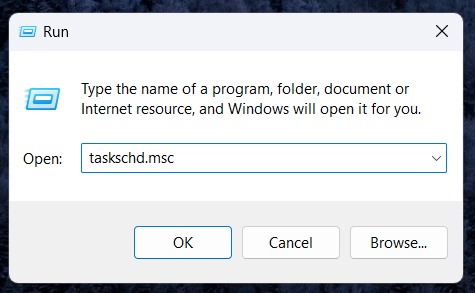 Run
Type the name of a program, folder, document or
Internet resource, and Windows will open it for you.
Open: taskschd.msc
OK Cancel Browse...